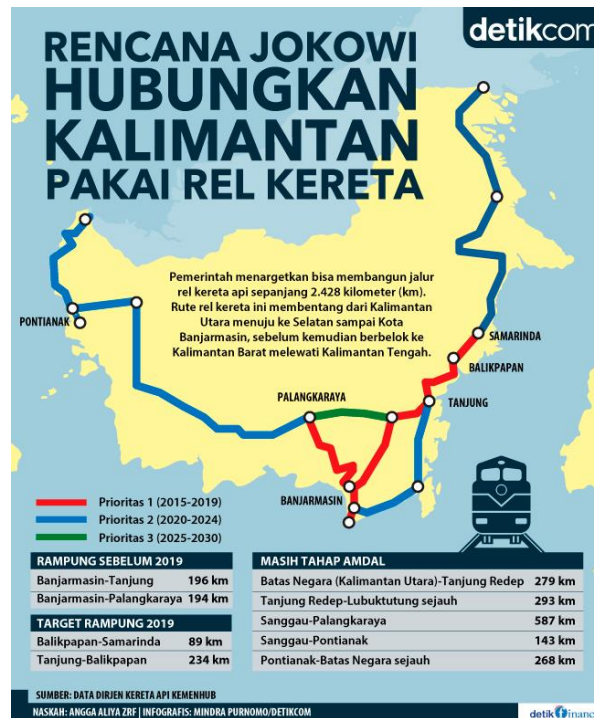 detikcom
RENCANA JOKOWI
HUBUNGKAN
KALIMANTAN
PAKAI REL KERETA
Pemerintah menargetkan bisa membangun jalur
rel kereta api sepanjang 2.428 kilometer (km).
Rute rel kereta ini membentang dari Kalimantan
Utara menuju ke Selatan sampai Kota
Banjarmasin, sebelum kemudian berbelok ke
Kalimantan Barat melewati Kalimantan Tengah.
PONTIANAK
SAMARINDA
BALIKPAPAN
PALANGKARAYA
TANJUNG
BANJARMASIN
Prioritas 1 (2015-2019)
Prioritas 2 (2020-2024)
Prioritas 3 (2025-2030)
RAMPUNG SEBELUM 2019
Banjarmasin-Tanjung 196 km
Banjarmasin-Palangkaraya 194 km
TARGET RAMPUNG 2019
Balikpapan-Samarinda 89 km
Tanjung-Balikpapan 234 km
MASIH TAHAP AMDAL
Batas Negara (Kalimantan Utara)-Tanjung Redep 279 km
Tanjung Redep-Lubuktutung sejauh 293 km
Sanggau-Palangkaraya 587 km
Sanggau-Pontianak 143 km
Pontianak-Batas Negara sejauh 268 km
SUMBER: DATA DIRJEN KERETA API KEMENHUB
NASKAH: ANGGA ALIYA ZRF | INFOGRAFIS: MINDRA PURNOMO/DETIKCOM
detik financ